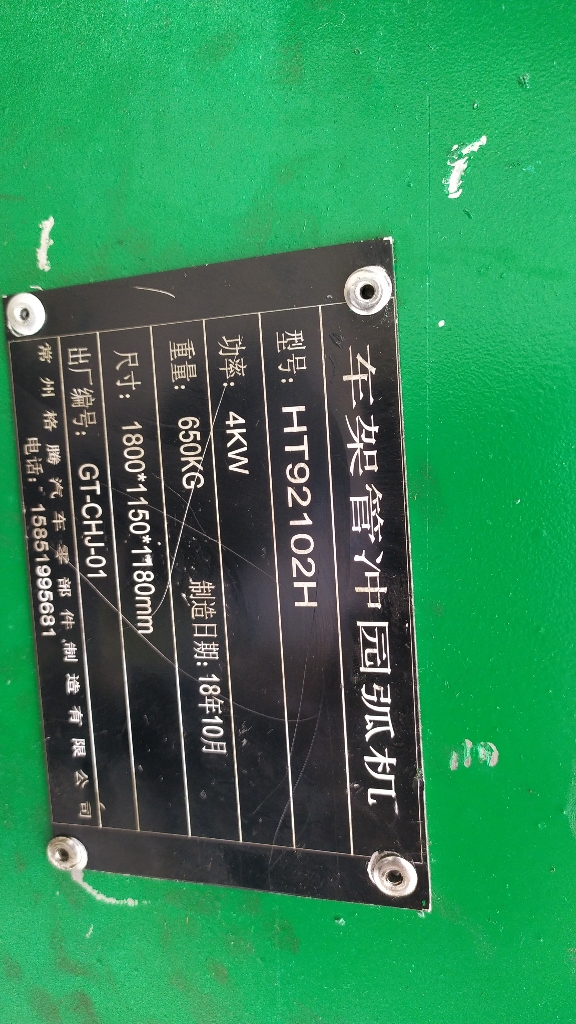 车架管冲园弧机
型号: HT92102H
功率: 4KW
重量: 650KG 制造日期: 18年10月
尺寸: 1800*1150*1180mm
出厂编号: GT-CHJ-01
常州格腾汽车零部件制造有限公司
电话: 15851995681